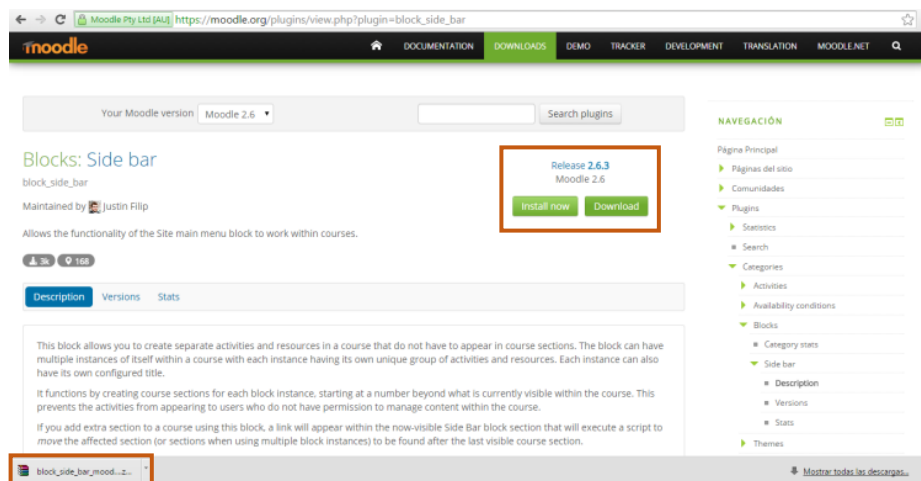 Moodle Pty Ltd [AU] https://moodle.org/plugins/view.php?plugin=block_side_bar
moodle DOCUMENTATION DOWNLOADS DEMO TRACKER DEVELOPMENT TRANSLATION MOODLE.NET
Your Moodle version Moodle 2.6 Search plugins
Blocks: Side bar
block_side_bar
Maintained by Justin Filip
Allows the functionality of the Site main menu block to work within courses.
3k 168
Release 2.6.3
Moodle 2.6
Install now Download
Description Versions Stats
This block allows you to create separate activities and resources in a course that do not have to appear in course sections. The block can have
multiple instances of itself within a course with each instance having its own unique group of activities and resources. Each instance can also
have its own configured title.
It functions by creating course sections for each block instance, starting at a number beyond what is currently visible within the course. This
prevents the activities from appearing to users who do not have permission to manage content within the course.
If you add extra section to a course using this block, a link will appear within the now-visible Side Bar block section that will execute a script to
move the affected section (or sections when using multiple block instances) to be found after the last visible course section.
NAVEGACIÓN
Página Principal
Páginas del sitio
Comunidades
Plugins
Statistics
Search
Categories
Activities
Availability conditions
Blocks
Category stats
Side bar
Description
Versions
Stats
Themes
block_side_bar_mood....z...
Mostrar todas las descargas...